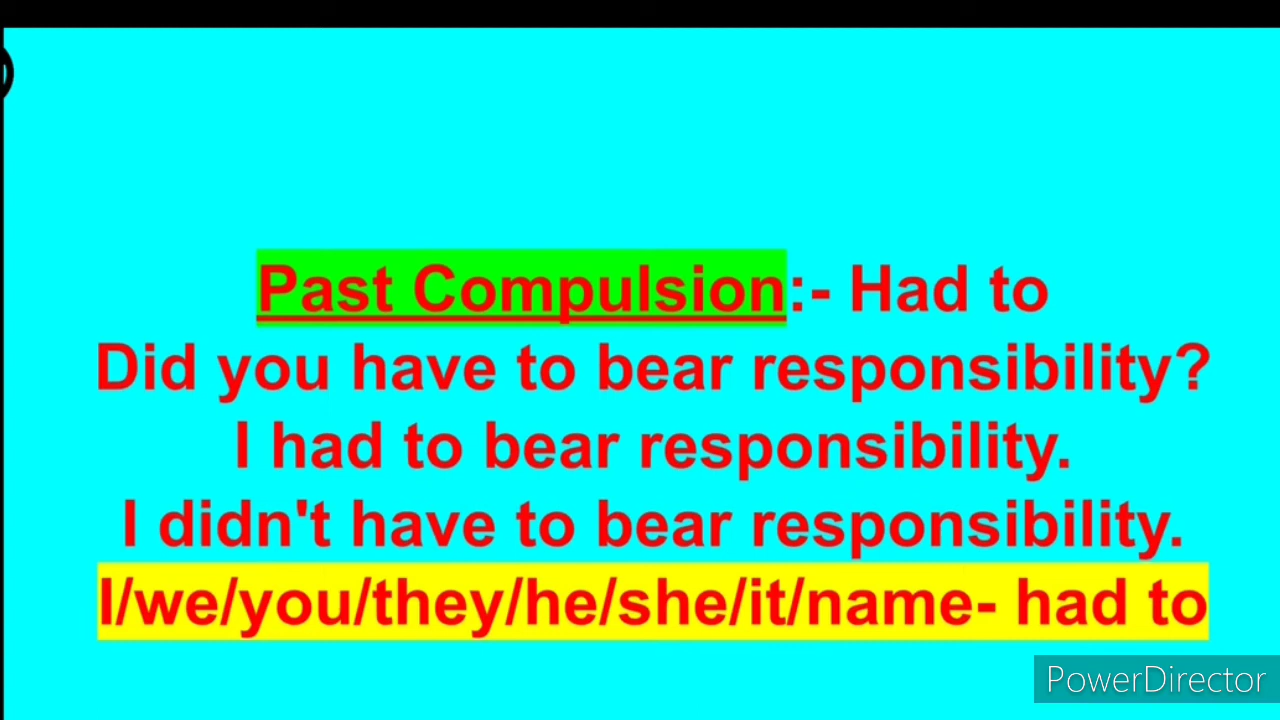 Past Compulsion:- Had to
Did you have to bear responsibility?
I had to bear responsibility.
I didn't have to bear responsibility.
I/we/you/they/he/she/it/name- had to
PowerDirector